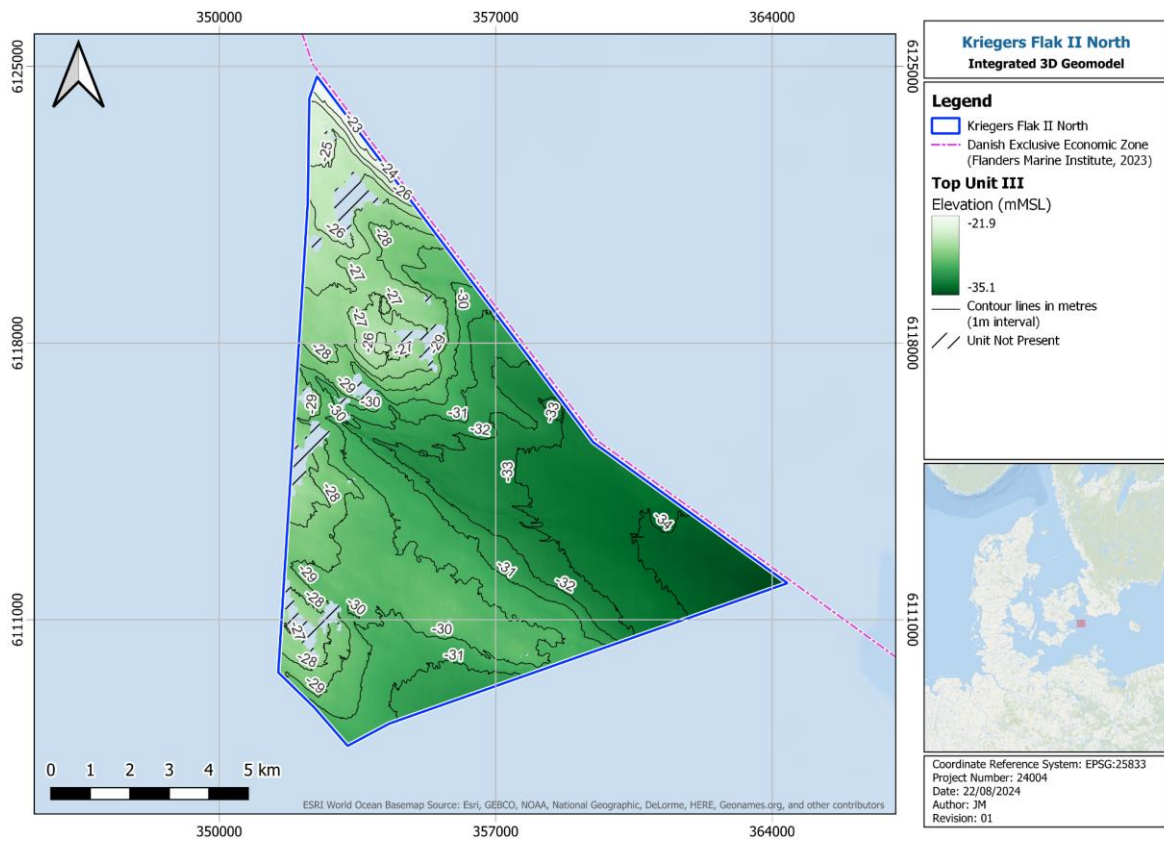 350000
357000
364000
6125000
6125000
6118000
6118000
6111000
6111000
-23
-25
-24
-26
-26
-28
-27
-27
-30
-27
-26
-27
-29
-28
-29
-30
-29
-30
-31
-32
-33
-33
-28
-34
-31
-32
-29
-28
-30
-27
-30
-28
-31
-29
0 1 2 3 4 5 km
ESRI World Ocean Basemap Source: Esri, GEBCO, NOAA, National Geographic, DeLorme, HERE, Geonames.org, and other contributors
350000
357000
364000
Kriegers Flak II North
Integrated 3D Geomodel
Legend
Kriegers Flak II North
Danish Exclusive Economic Zone
(Flanders Marine Institute, 2023)
Top Unit III
Elevation (mMSL)
-21.9
-35.1
Contour lines in metres
(1m interval)
Unit Not Present
Coordinate Reference System: EPSG:25833
Project Number: 24004
Date: 22/08/2024
Author: JM
Revision: 01